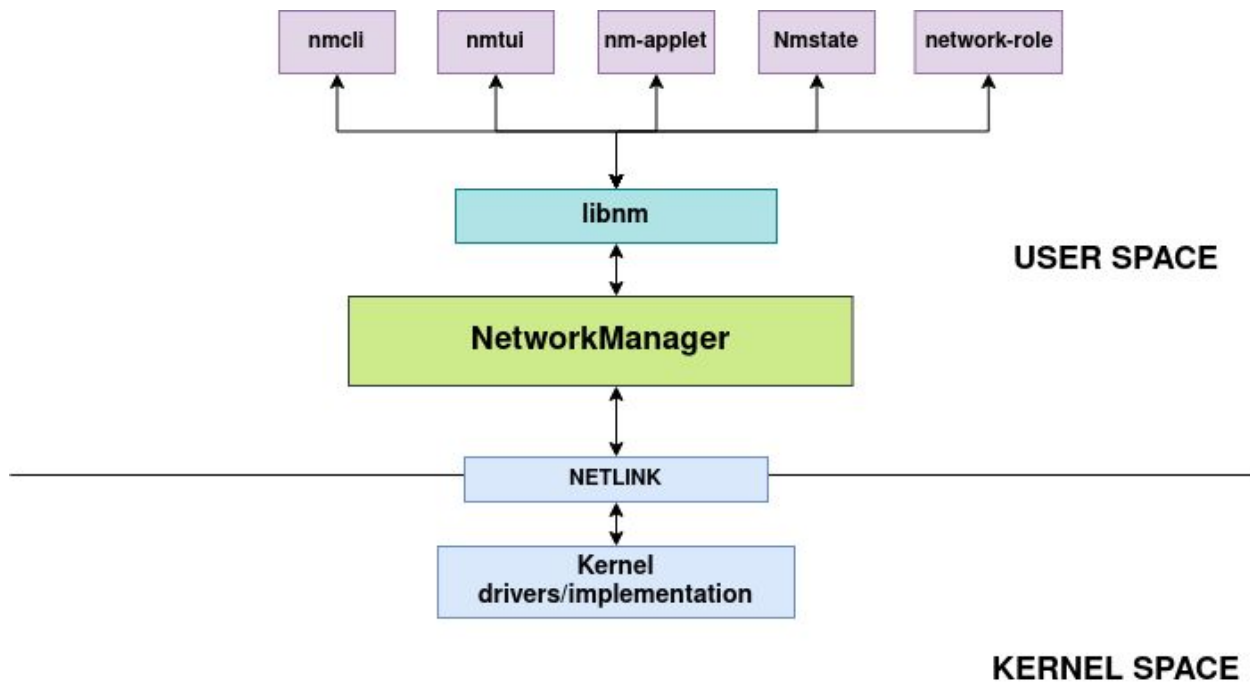 nmcli
nmtui
nm-applet
Nmstate
network-role
libnm
USER SPACE
NetworkManager
NETLINK
Kernel
drivers/implementation
KERNEL SPACE